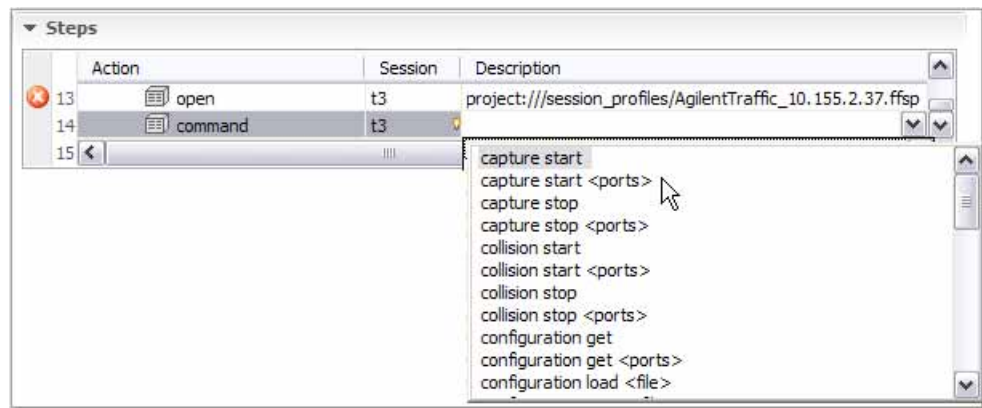 Steps
Action Session Description
13 open t3 project:///session_profiles/AgilentTraffic_10.155.2.37.ffsp
14 command t3
15
capture start
capture start <ports>
capture stop
capture stop <ports>
collision start
collision start <ports>
collision stop
collision stop <ports>
configuration get
configuration get <ports>
configuration load <file>